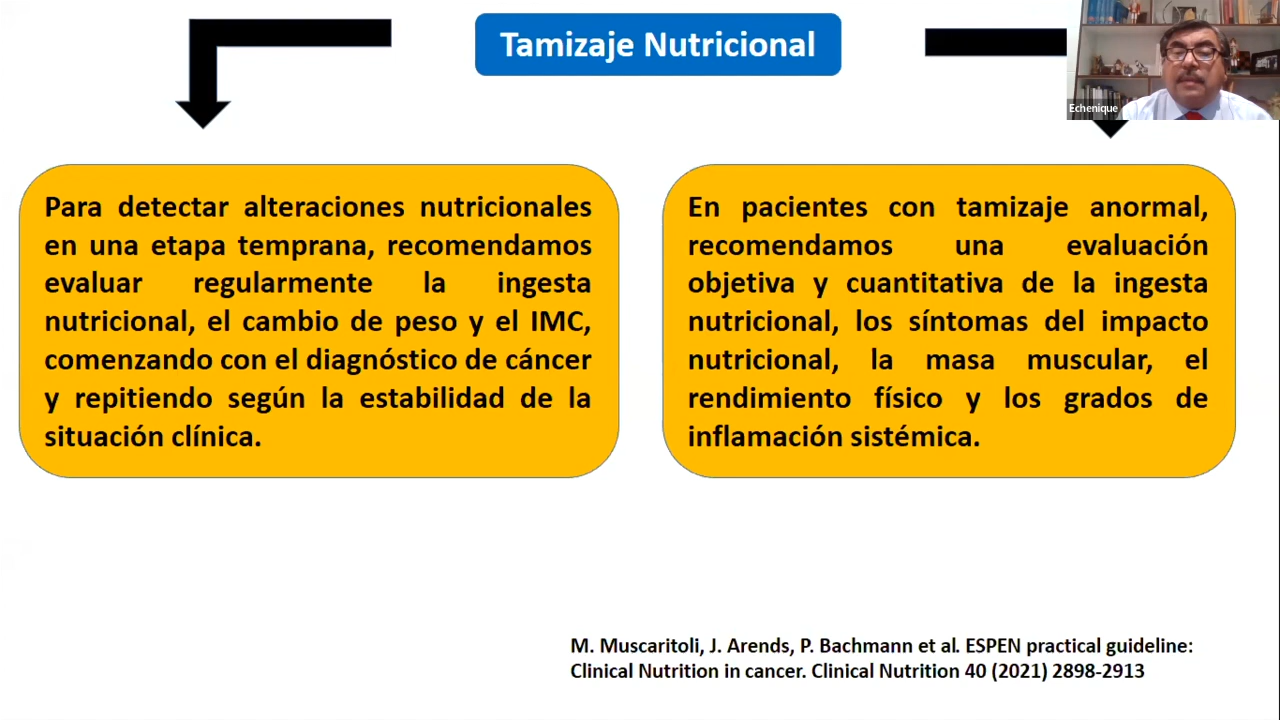 Tamizaje Nutricional
Echenique
Para detectar alteraciones nutricionales
en una etapa temprana, recomendamos
evaluar regularmente la ingesta
nutricional, el cambio de peso y el IMC,
comenzando con el diagnóstico de cáncer
y repitiendo según la estabilidad de la
situación clínica.
En pacientes con tamizaje anormal,
recomendamos una evaluación
objetiva y cuantitativa de la ingesta
nutricional, los síntomas del impacto
nutricional, la masa muscular, el
rendimiento físico y los grados de
inflamación sistémica.
M. Muscaritoli, J. Arends, P. Bachmann et al. ESPEN practical guideline:
Clinical Nutrition in cancer. Clinical Nutrition 40 (2021) 2898-2913